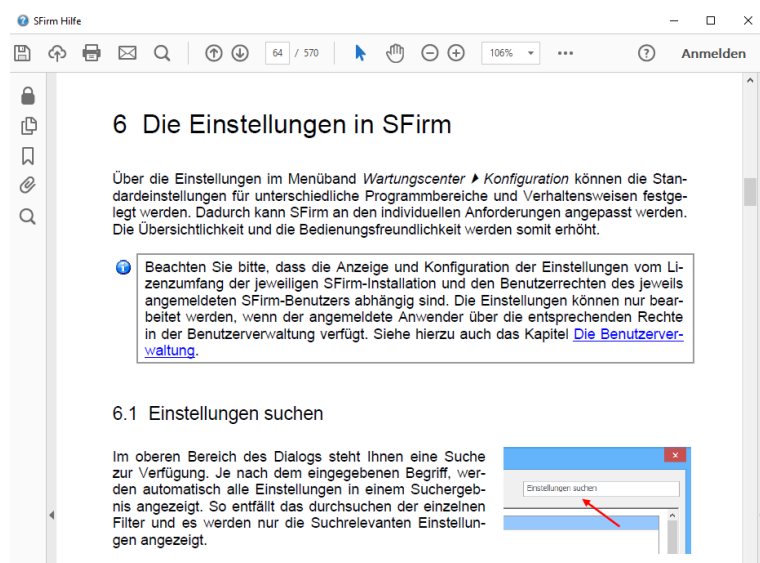 SFirm Hilfe
64 / 570
106%
Anmelden
6 Die Einstellungen in SFirm
Über die Einstellungen im Menüband Wartungscenter ▶ Konfiguration können die Stan-
dardeinstellungen für unterschiedliche Programmbereiche und Verhaltensweisen festge-
legt werden. Dadurch kann SFirm an den individuellen Anforderungen angepasst werden.
Die Übersichtlichkeit und die Bedienungsfreundlichkeit werden somit erhöht.
Beachten Sie bitte, dass die Anzeige und Konfiguration der Einstellungen vom Li-
zenzumfang der jeweiligen SFirm-Installation und den Benutzerrechten des jeweils
angemeldeten SFirm-Benutzers abhängig sind. Die Einstellungen können nur bear-
beitet werden, wenn der angemeldete Anwender über die entsprechenden Rechte
in der Benutzerverwaltung verfügt. Siehe hierzu auch das Kapitel Die Benutzerver-
waltung.
6.1 Einstellungen suchen
Im oberen Bereich des Dialogs steht Ihnen eine Suche
zur Verfügung. Je nach dem eingegebenen Begriff, wer-
den automatisch alle Einstellungen in einem Suchergeb-
nis angezeigt. So entfällt das durchsuchen der einzelnen
Filter und es werden nur die Suchrelevanten Einstellun-
gen angezeigt.
Einstellungen suchen